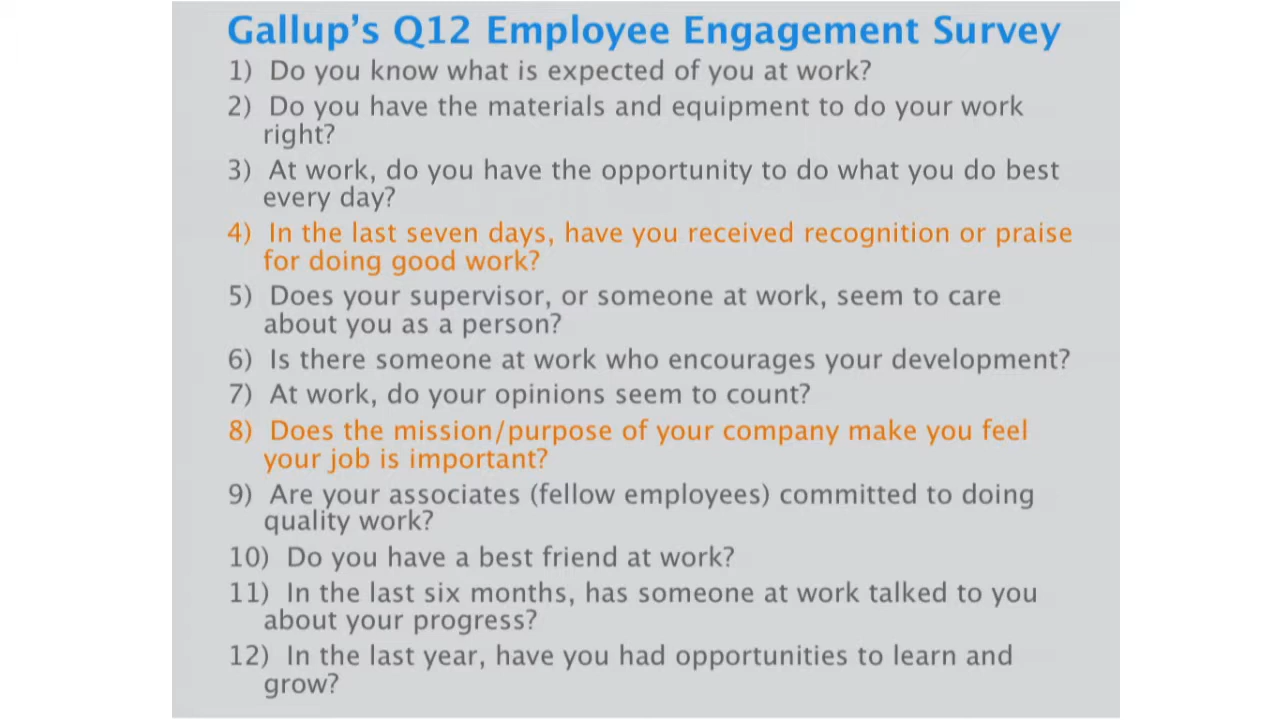 Gallup's Q12 Employee Engagement Survey
1) Do you know what is expected of you at work?
2) Do you have the materials and equipment to do your work
right?
3) At work, do you have the opportunity to do what you do best
every day?
4) In the last seven days, have you received recognition or praise
for doing good work?
5) Does your supervisor, or someone at work, seem to care
about you as a person?
6) Is there someone at work who encourages your development?
7) At work, do your opinions seem to count?
8) Does the mission/purpose of your company make you feel
your job is important?
9) Are your associates (fellow employees) committed to doing
quality work?
10) Do you have a best friend at work?
11) In the last six months, has someone at work talked to you
about your progress?
12) In the last year, have you had opportunities to learn and
grow?